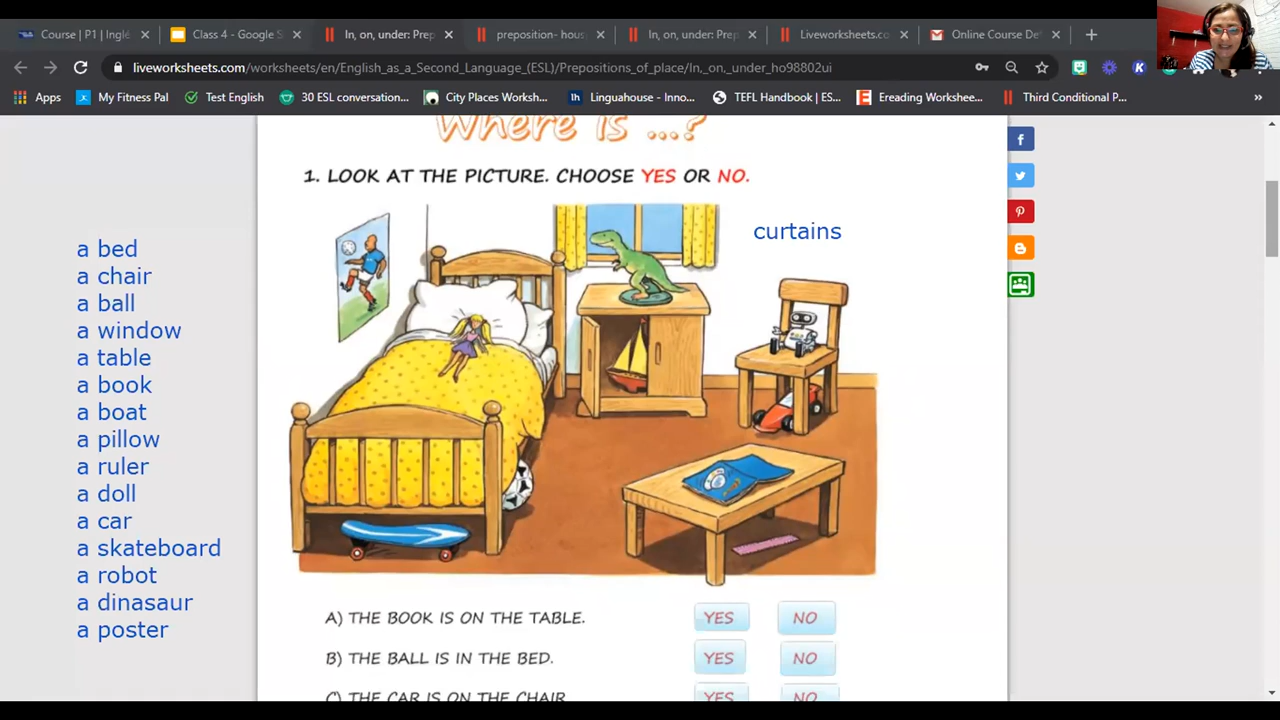 Course | P1 | Inglé
Class 4 - Google S
In, on, under: Prep
preposition- hous
In, on, under: Prep
Liveworksheets.co
Online Course De
liveworksheets.com/worksheets/en/English_as_a_Second_Language_(ESL)/Prepositions_of_place/In,_on,_under_ho98802ui
Apps
My Fitness Pal
Test English
30 ESL conversation...
City Places Worksh...
Linguahouse - Inno...
TEFL Handbook | ES...
Ereading Workshee...
Third Conditional P...
Where is ...?
1. LOOK AT THE PICTURE. CHOOSE YES OR NO.
curtains
a bed
a chair
a ball
a window
a table
a book
a boat
a pillow
a ruler
a doll
a car
a skateboard
a robot
a dinasaur
a poster
A) THE BOOK IS ON THE TABLE. YES NO
B) THE BALL IS IN THE BED. YES NO
C) THE CAR IS ON THE CHAIR YES NO